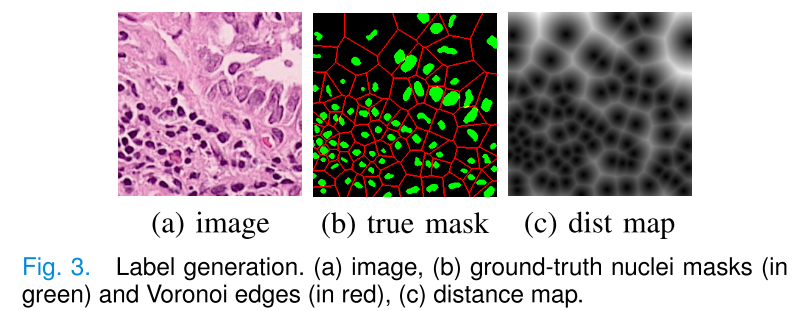 (a) image (b) true mask (c) dist map
Fig. 3. Label generation. (a) image, (b) ground-truth nuclei masks (in
green) and Voronoi edges (in red), (c) distance map.